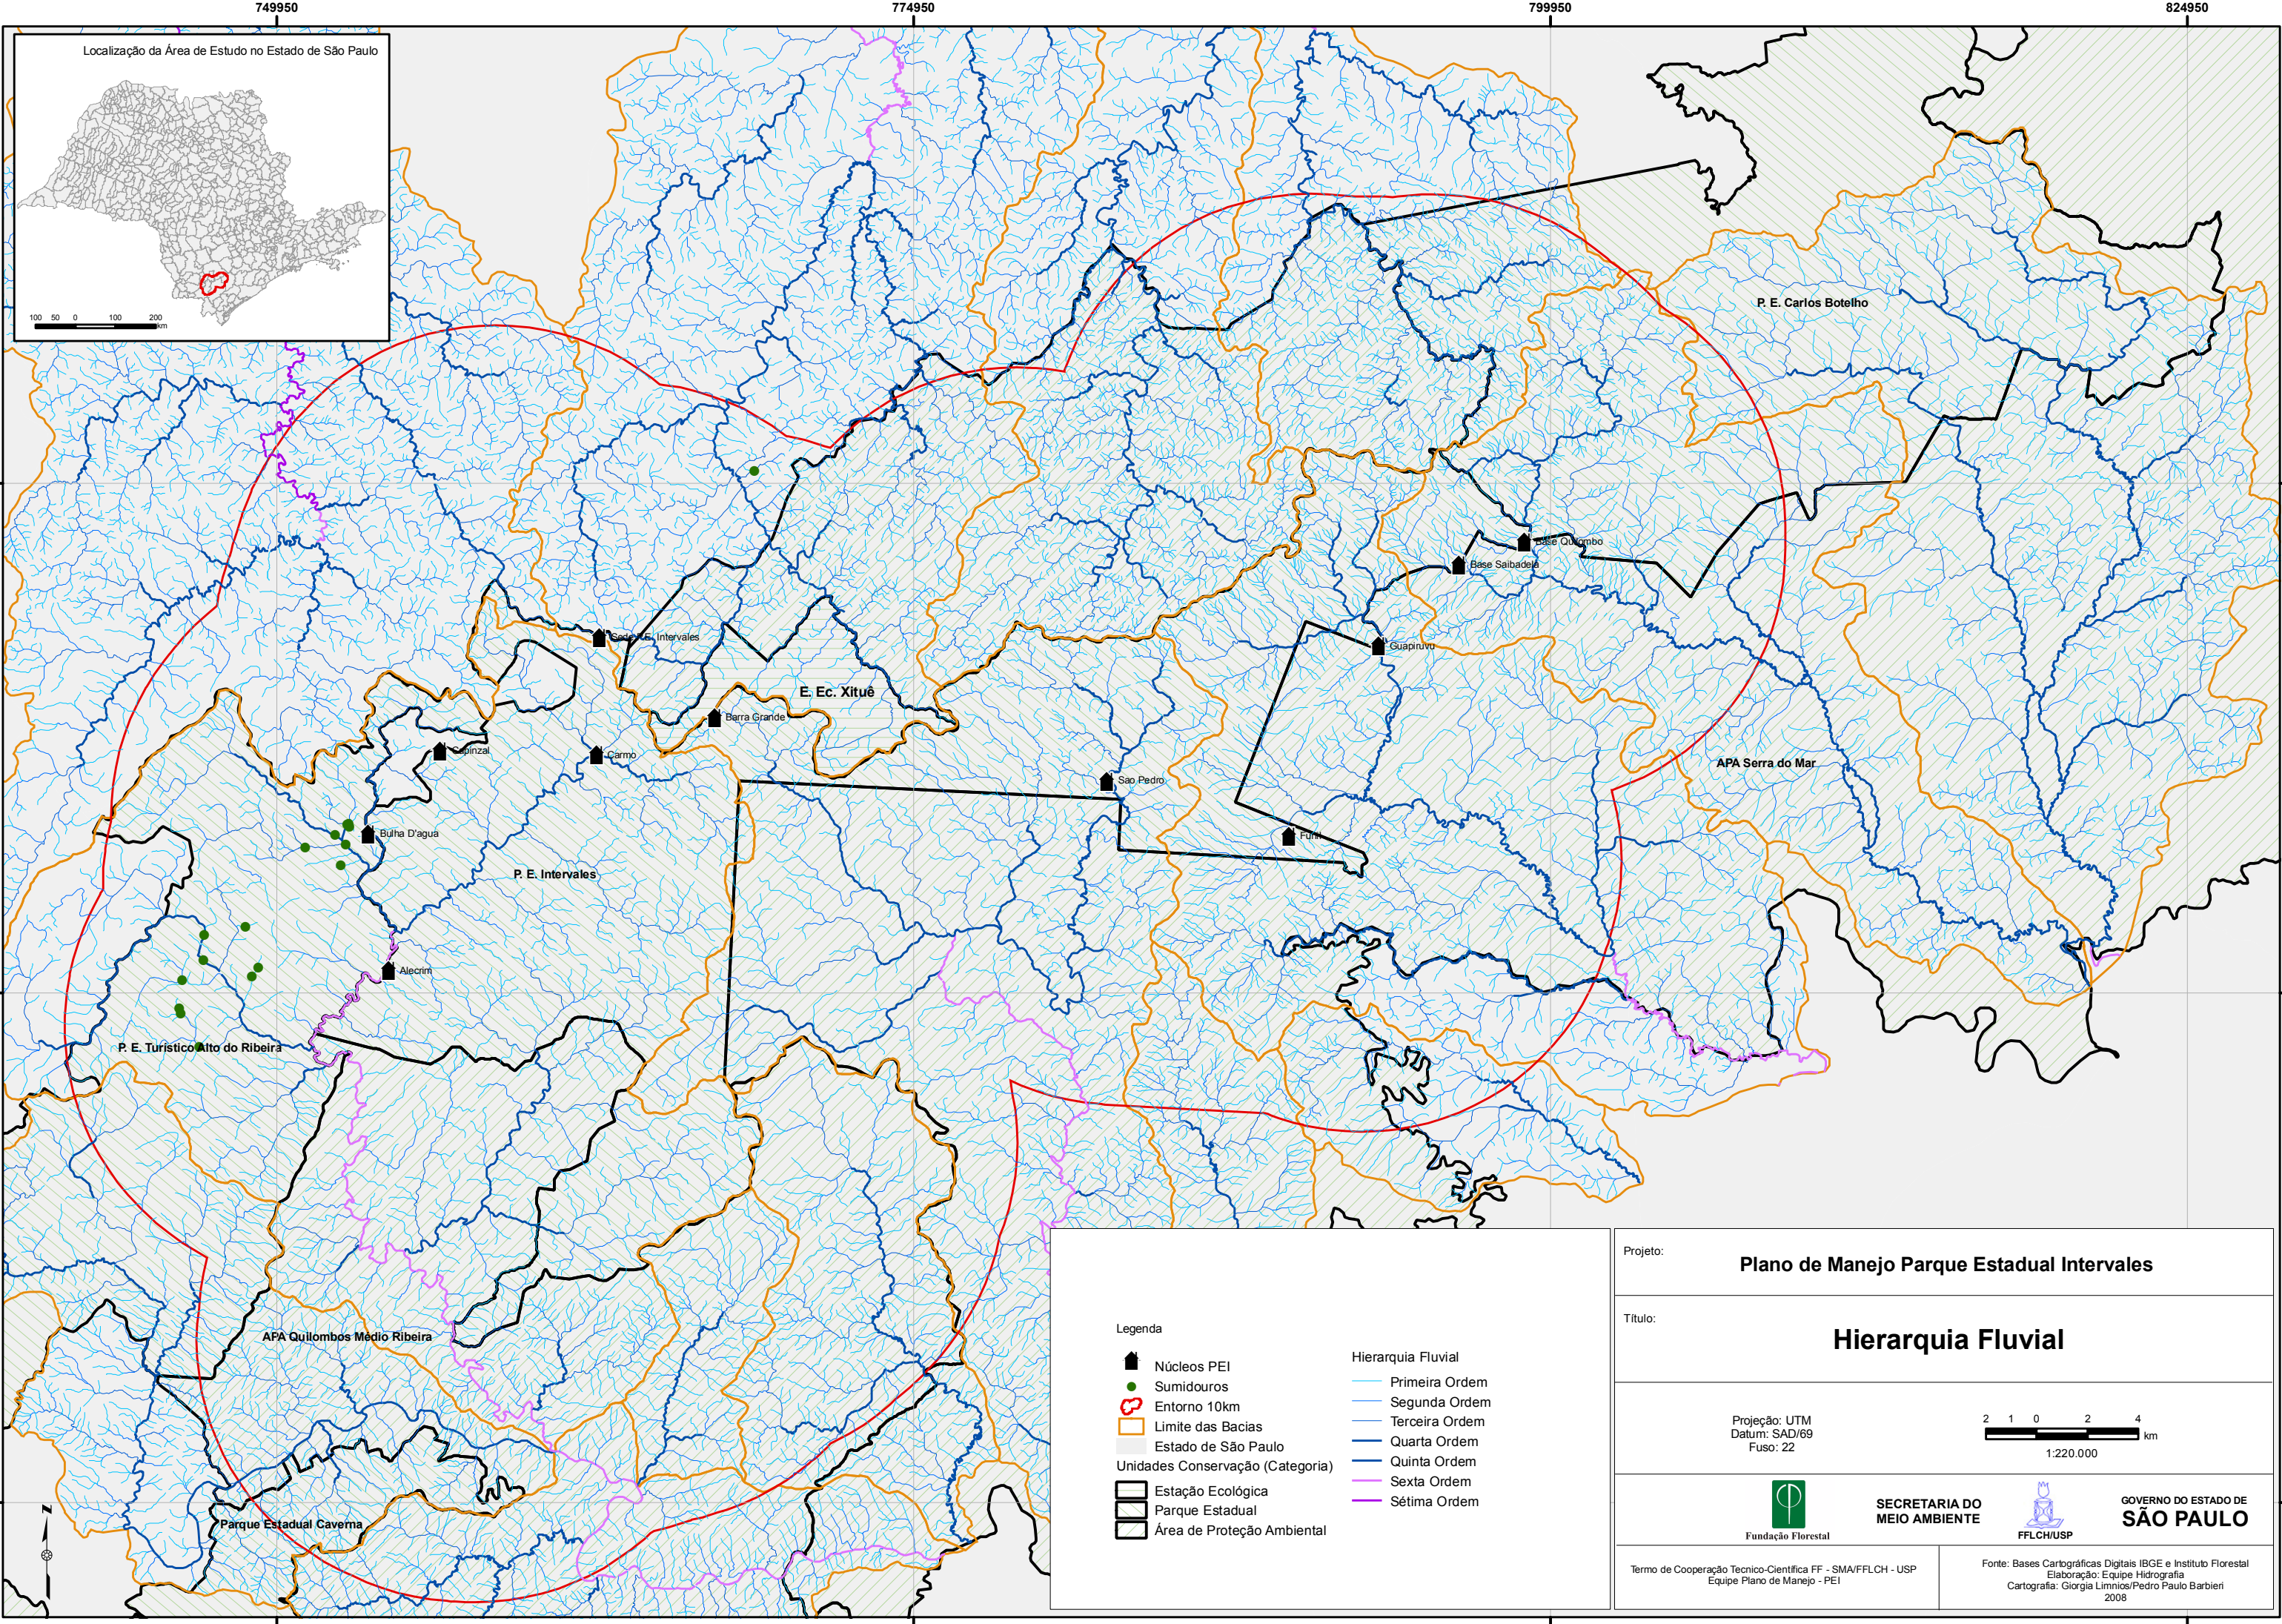 749950
774950
799950
824950
Localização da Área de Estudo no Estado de São Paulo
100 50 0 100 200
km
P. E. Carlos Botelho
Base Quilombo
Base Saibadela
Sede P.E. Intervales
Guapiruvu
E. Ec. Xituê
Barra Grande
Capinzal
Carmo
APA Serra do Mar
Sao Pedro
Bulha D'agua
Funil
P. E. Intervales
Alecrim
P. E. Turístico Alto do Ribeira
APA Quilombos Médio Ribeira
Parque Estadual Caverna
N
Legenda
Núcleos PEI
Sumidouros
Entorno 10km
Limite das Bacias
Estado de São Paulo
Unidades Conservação (Categoria)
Estação Ecológica
Parque Estadual
Área de Proteção Ambiental
Hierarquia Fluvial
Primeira Ordem
Segunda Ordem
Terceira Ordem
Quarta Ordem
Quinta Ordem
Sexta Ordem
Sétima Ordem
Projeto:
Plano de Manejo Parque Estadual Intervales
Título:
Hierarquia Fluvial
Projeção: UTM
Datum: SAD/69
Fuso: 22
2 1 0 2 4
km
1:220.000
Fundação Florestal
SECRETARIA DO
MEIO AMBIENTE
FFLCH/USP
GOVERNO DO ESTADO DE
SÃO PAULO
Termo de Cooperação Tecnico-Científica FF - SMA/FFLCH - USP
Equipe Plano de Manejo - PEI
Fonte: Bases Cartográficas Digitais IBGE e Instituto Florestal
Elaboração: Equipe Hidrografia
Cartografia: Giorgia Limnios/Pedro Paulo Barbieri
2008